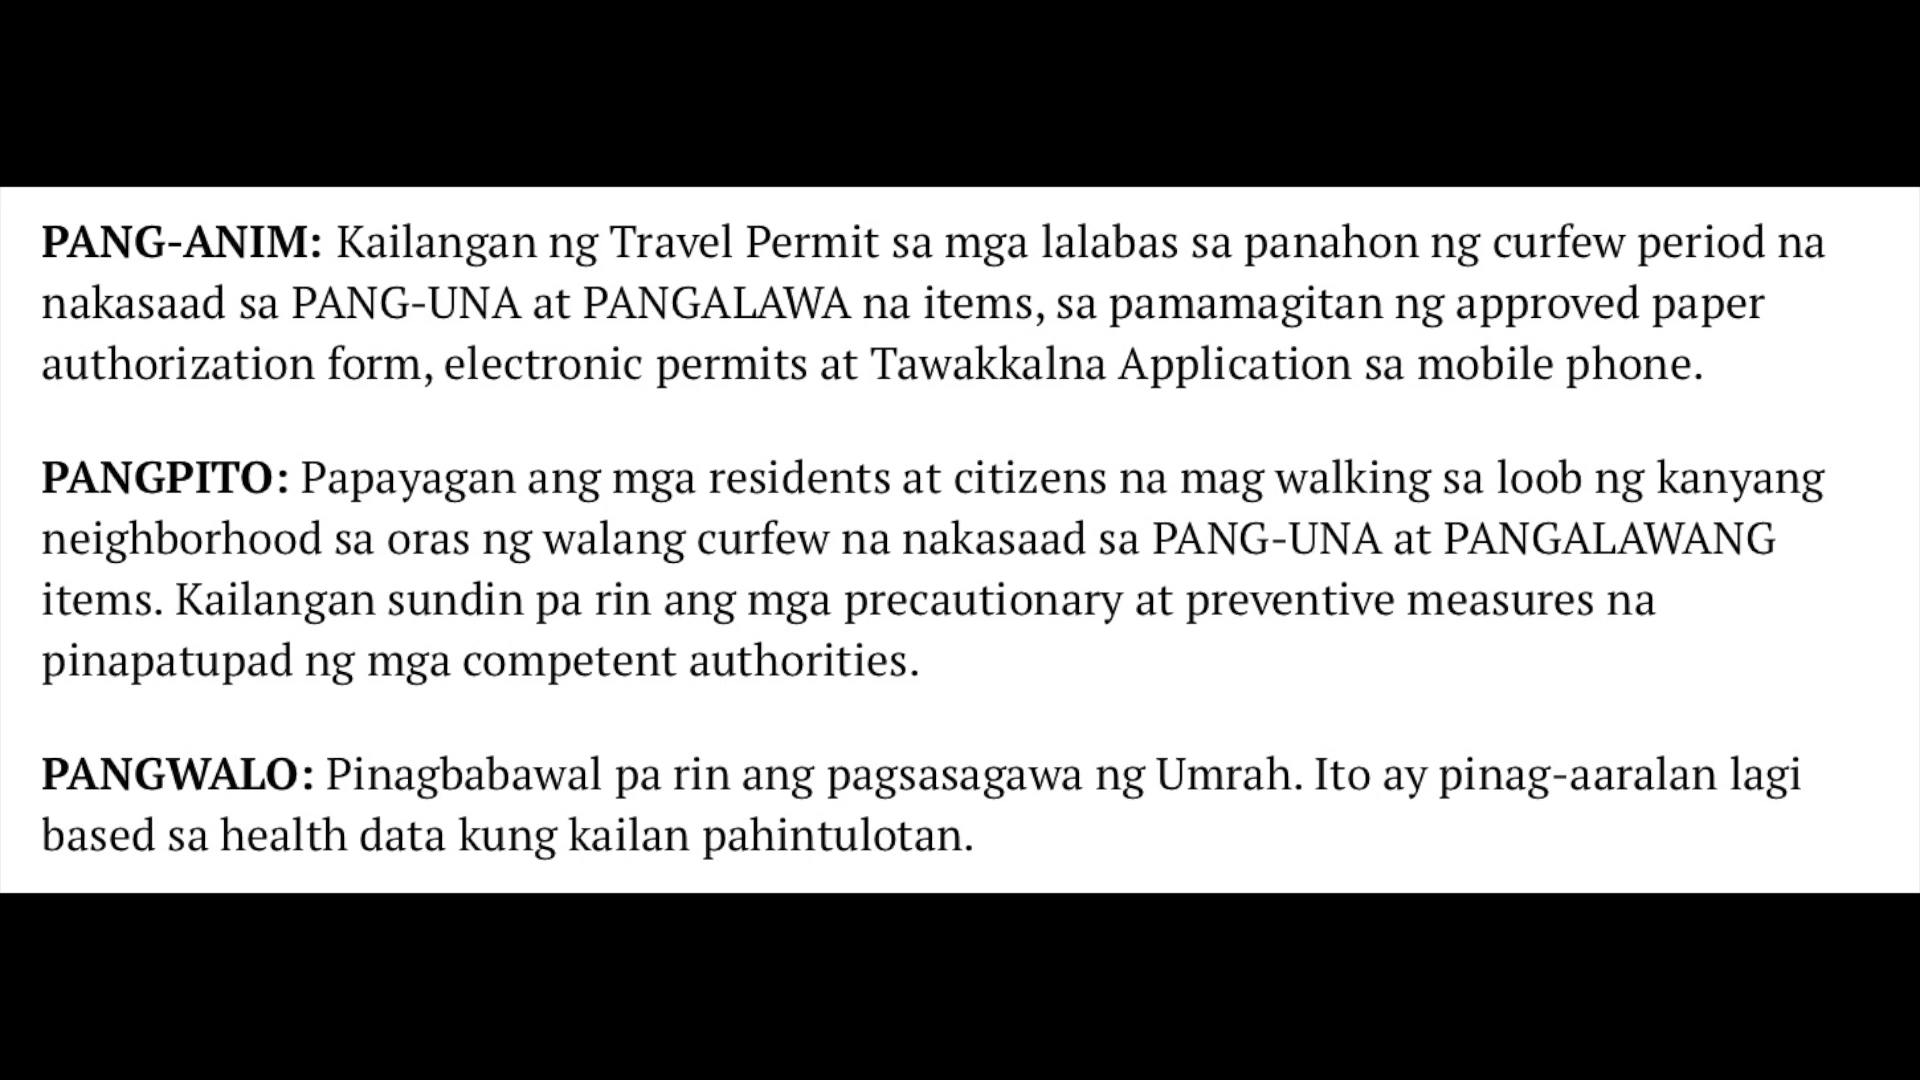 PANG-ANIM: Kailangan ng Travel Permit sa mga lalabas sa panahon ng curfew period na
nakasaad sa PANG-UNA at PANGALAWA na items, sa pamamagitan ng approved paper
authorization form, electronic permits at Tawakkalna Application sa mobile phone.
PANGPITO: Papayagan ang mga residents at citizens na mag walking sa loob ng kanyang
neighborhood sa oras ng walang curfew na nakasaad sa PANG-UNA at PANGALAWANG
items. Kailangan sundin pa rin ang mga precautionary at preventive measures na
pinapatupad ng mga competent authorities.
PANGWALO: Pinagbabawal pa rin ang pagsasagawa ng Umrah. Ito ay pinag-aaralan lagi
based sa health data kung kailan pahintulotan.